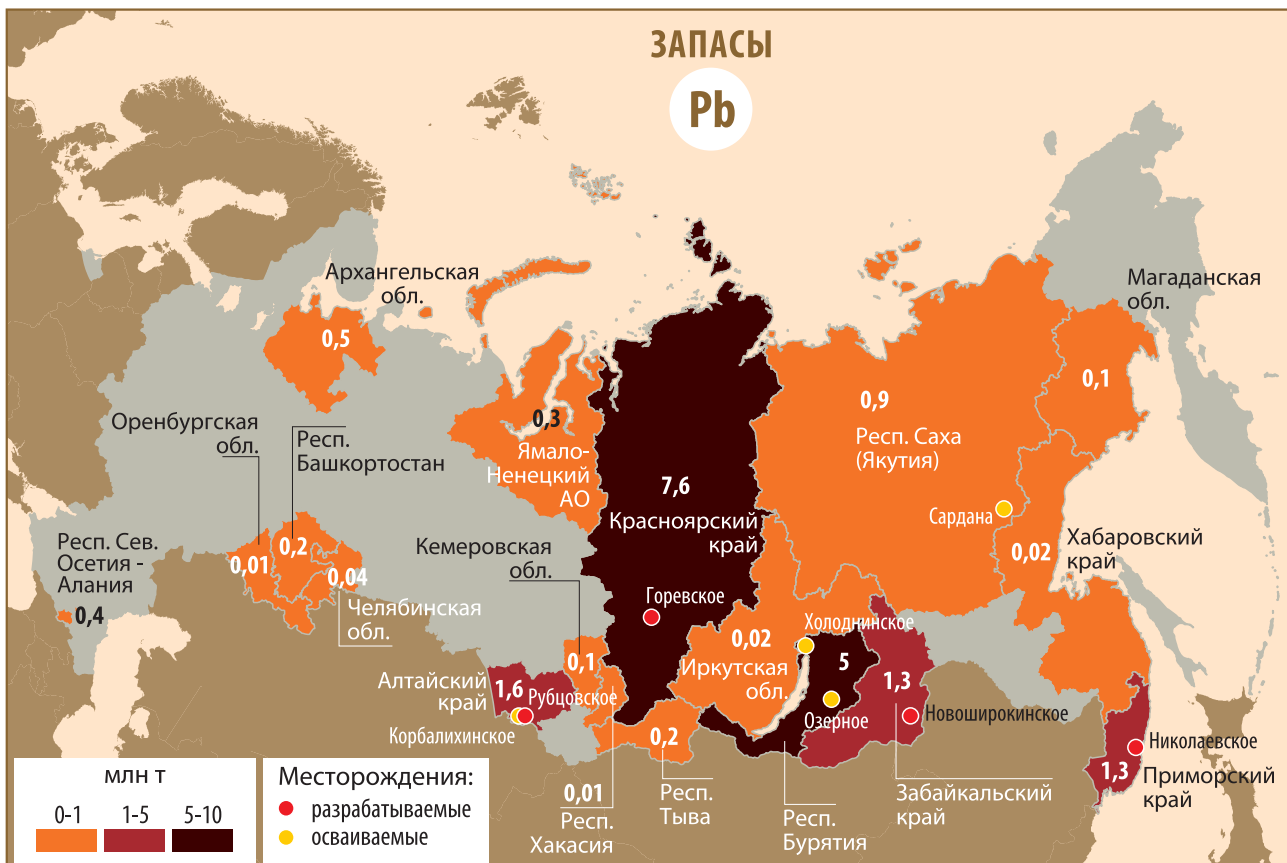 ЗАПАСЫ
Pb
Архангельская
обл.
0,5
Магаданская
обл.
0,1
Оренбургская
обл.
Респ.
Башкортостан
0,3
Ямало-
Ненецкий
АО
0,9
Респ. Саха
(Якутия)
7,6
Красноярский
край
Сардана
Респ. Сев.
Осетия -
Алания
0,4
0,01
0,2
0,04
Челябинская
обл.
Кемеровская
обл.
0,02
Хабаровский
край
Горевское
Холоднинское
0,02
Иркутская
обл.
5
Озерное
0,1
Алтайский
край
1,6
Рубцовское
Корбалихинское
1,3
Новоширокинское
0,2
Николаевское
1,3
Приморский
край
0,01
Респ.
Хакасия
Респ.
Тыва
Респ.
Бурятия
Забайкальский
край
млн т
0-1
1-5
5-10
Месторождения:
разрабатываемые
осваиваемые